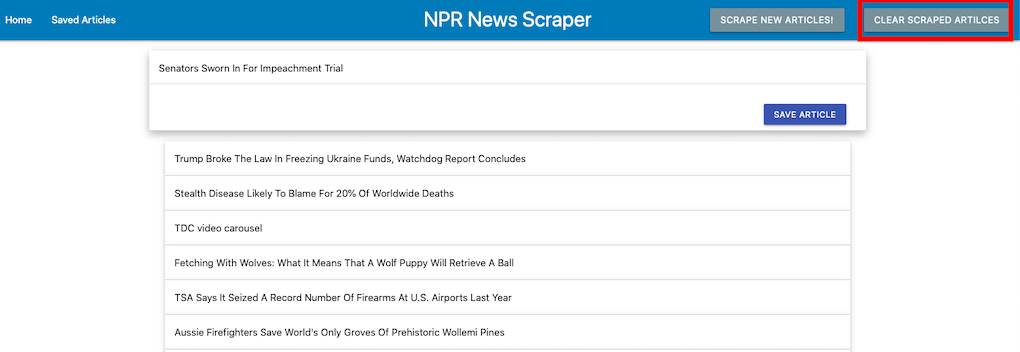 Home Saved Articles NPR News Scraper SCRAPE NEW ARTICLES! CLEAR SCRAPED ARTILCES
Senators Sworn In For Impeachment Trial
SAVE ARTICLE
Trump Broke The Law In Freezing Ukraine Funds, Watchdog Report Concludes
Stealth Disease Likely To Blame For 20% Of Worldwide Deaths
TDC video carousel
Fetching With Wolves: What It Means That A Wolf Puppy Will Retrieve A Ball
TSA Says It Seized A Record Number Of Firearms At U.S. Airports Last Year
Aussie Firefighters Save World's Only Groves Of Prehistoric Wollemi Pines